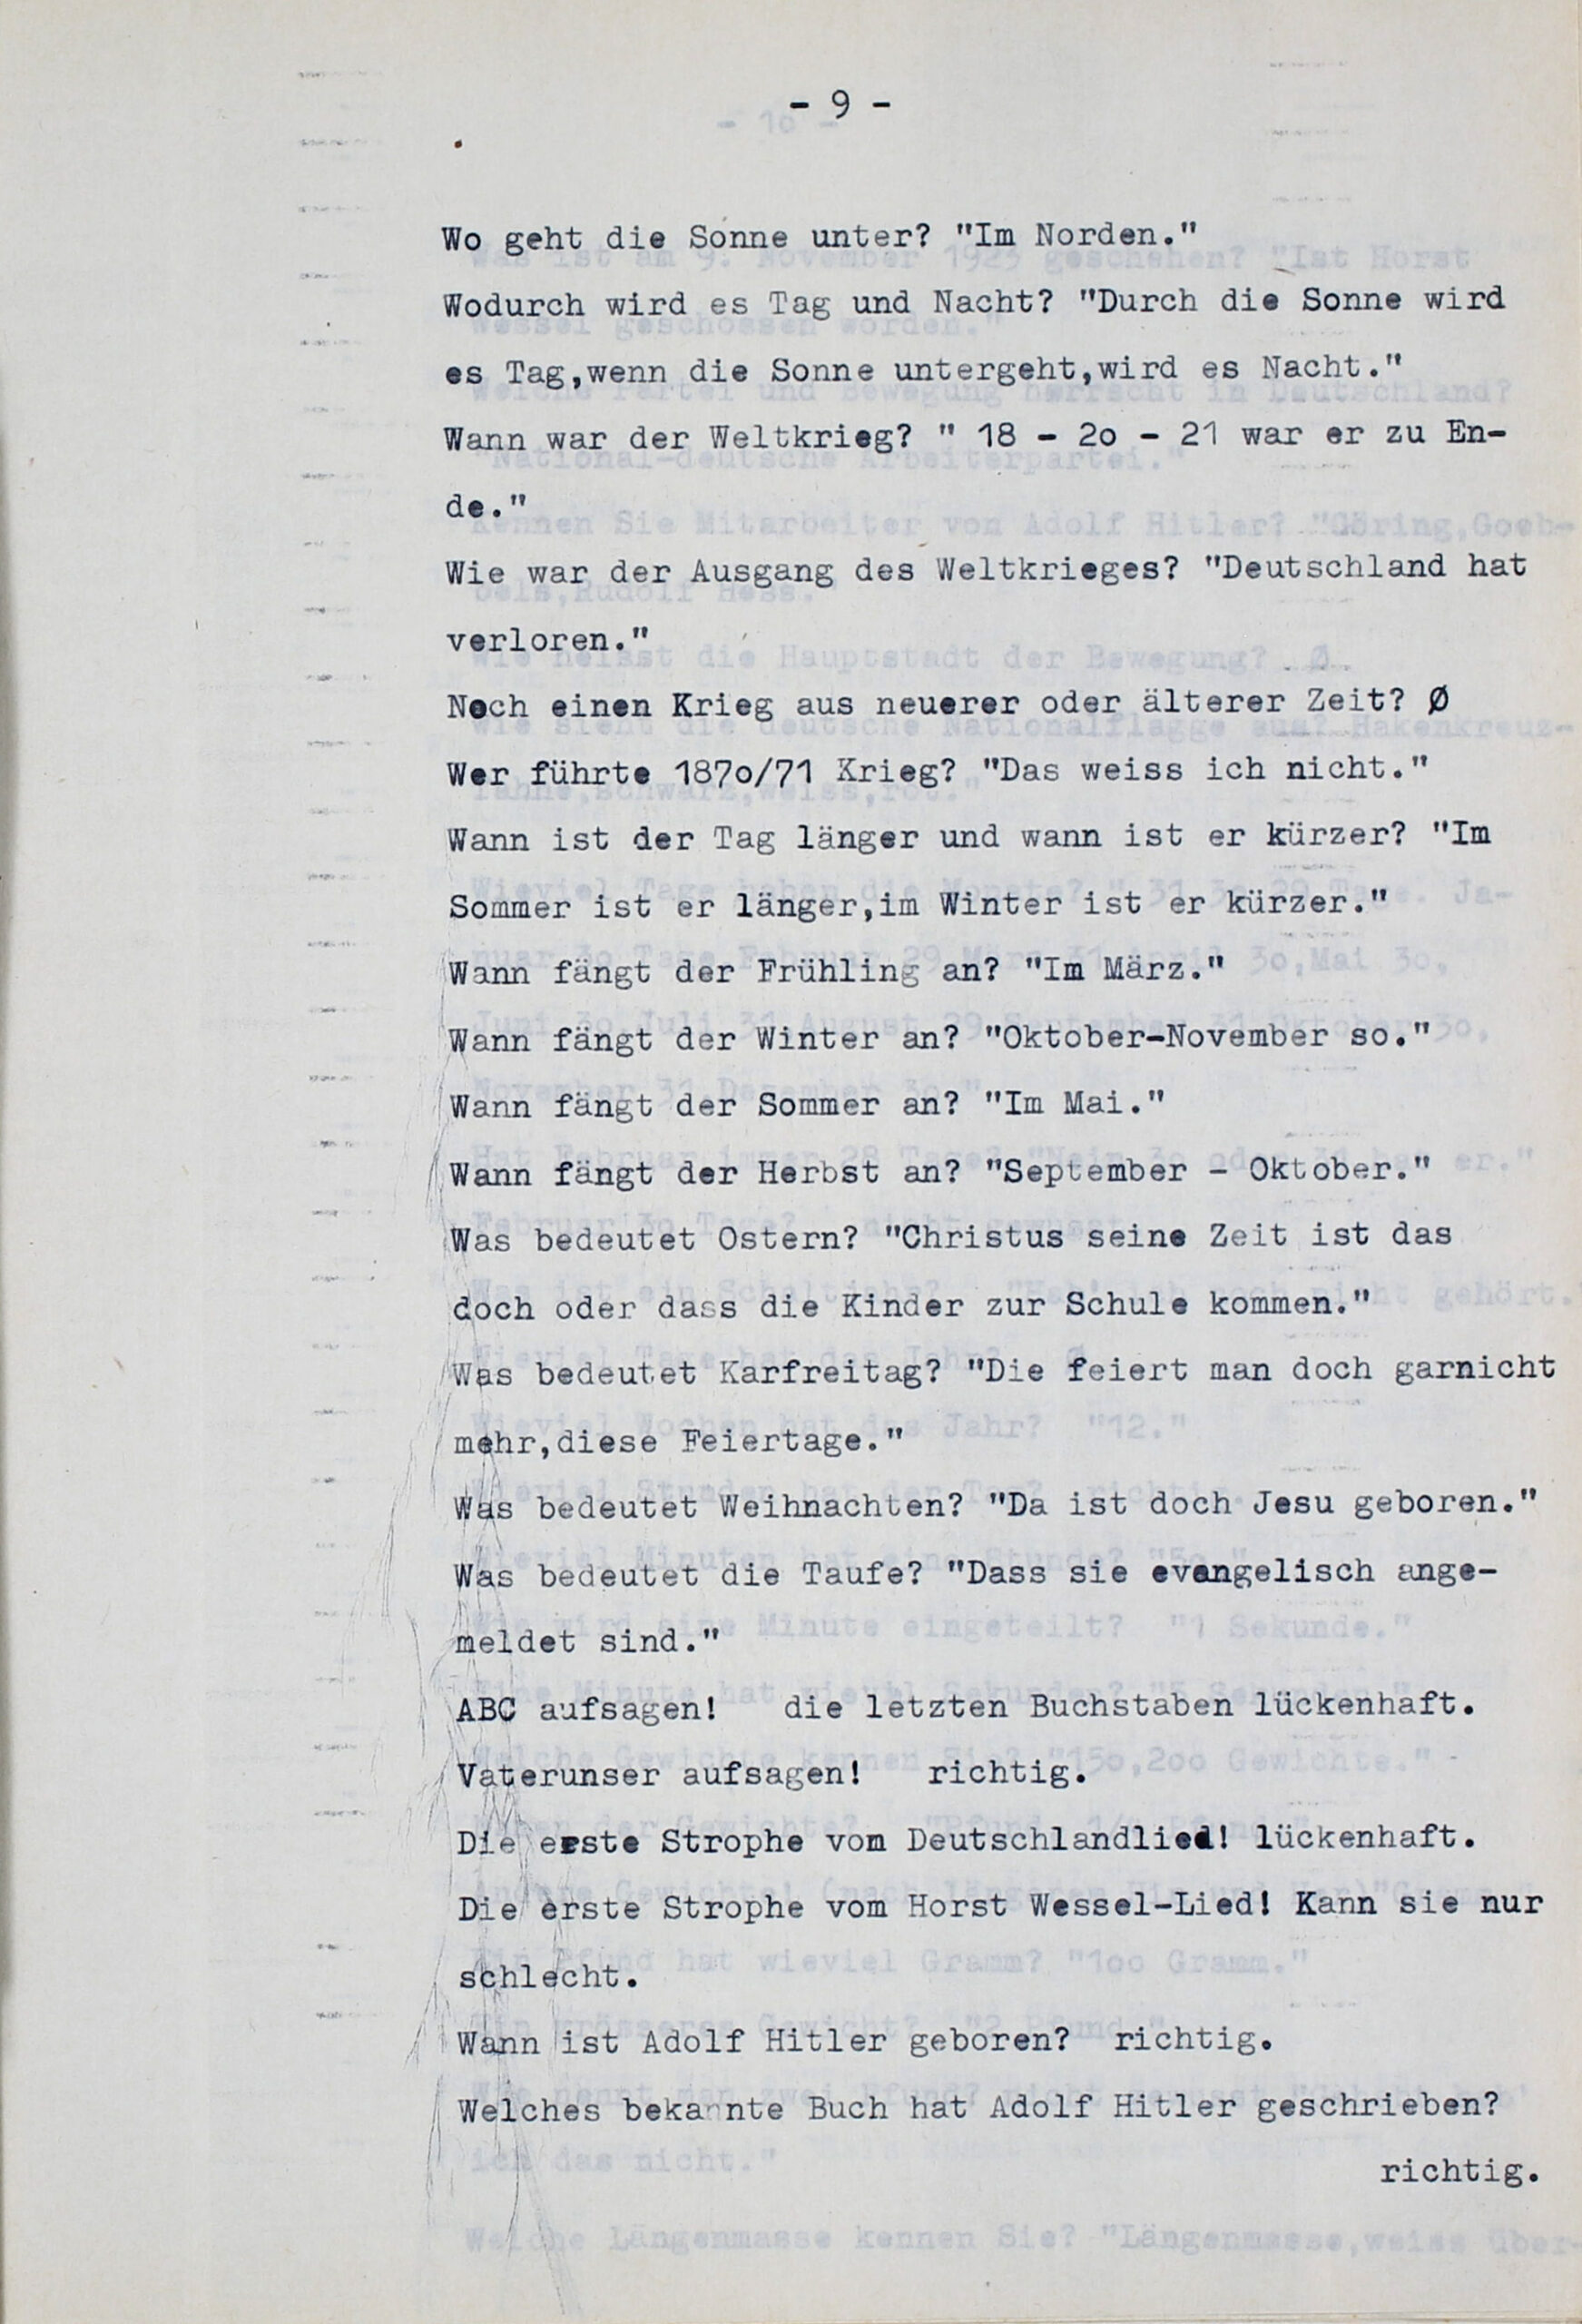 - 9 -
Wo geht die Sonne unter? "Im Norden."
Wodurch wird es Tag und Nacht? "Durch die Sonne wird
es Tag,wenn die Sonne untergeht,wird es Nacht."
Wann war der Weltkrieg? " 18 - 2o - 21 war er zu En-
de."
Wie war der Ausgang des Weltkrieges? "Deutschland hat
verloren."
Noch einen Krieg aus neuerer oder älterer Zeit? Ø
Wer führte 187o/71 Krieg? "Das weiss ich nicht."
Wann ist der Tag länger und wann ist er kürzer? "Im
Sommer ist er länger,im Winter ist er kürzer."
Wann fängt der Frühling an? "Im März."
Wann fängt der Winter an? "Oktober-November so."
Wann fängt der Sommer an? "Im Mai."
Wann fängt der Herbst an? "September - Oktober."
Was bedeutet Ostern? "Christus seine Zeit ist das
doch oder dass die Kinder zur Schule kommen."
Was bedeutet Karfreitag? "Die feiert man doch garnicht
mehr,diese Feiertage."
Was bedeutet Weihnachten? "Da ist doch Jesu geboren."
Was bedeutet die Taufe? "Dass sie evangelisch ange-
meldet sind."
ABC aufsagen! die letzten Buchstaben lückenhaft.
Vaterunser aufsagen! richtig.
Die erste Strophe vom Deutschlandlied! lückenhaft.
Die erste Strophe vom Horst Wessel-Lied! Kann sie nur
schlecht.
Wann ist Adolf Hitler geboren? richtig.
Welches bekannte Buch hat Adolf Hitler geschrieben?
richtig.